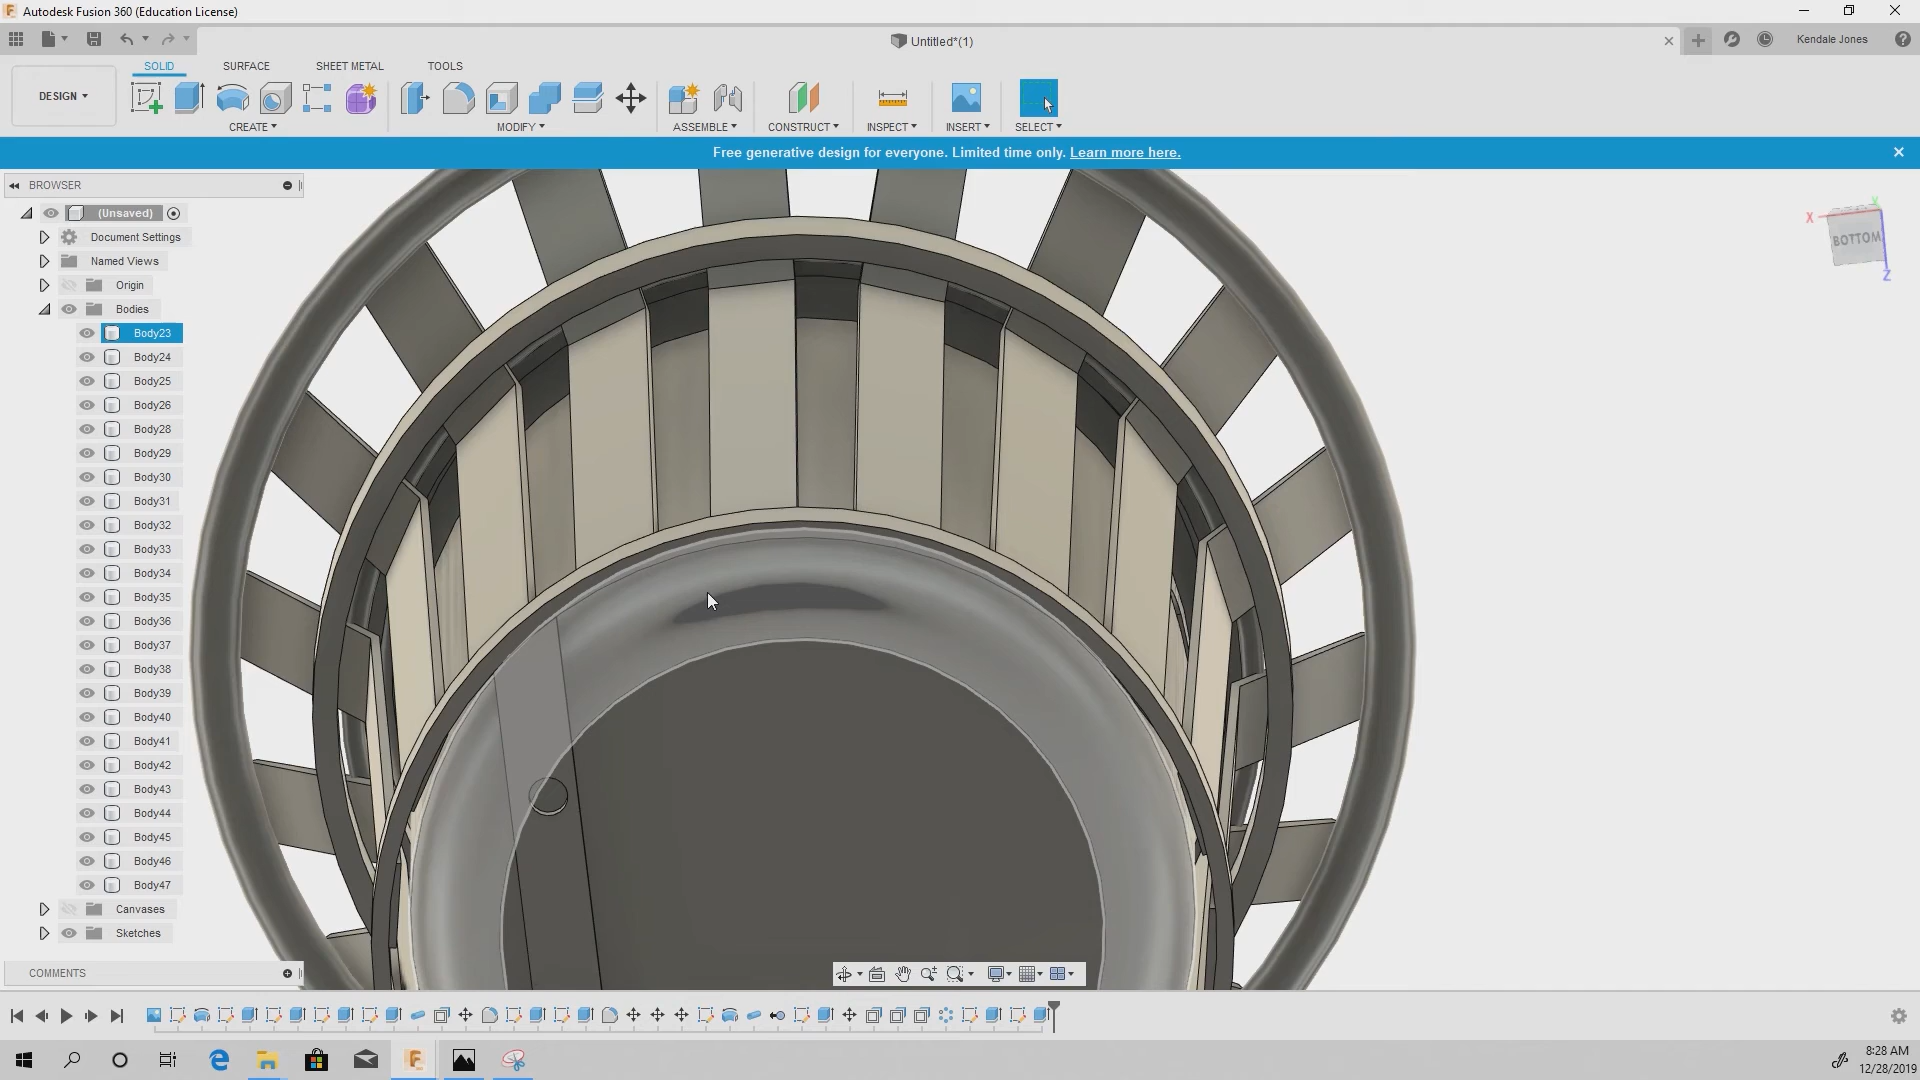 Autodesk Fusion 360 (Education License)
Untitled*(1)
Kendale Jones
SOLID
SURFACE
SHEET METAL
TOOLS
DESIGN
CREATE
MODIFY
ASSEMBLE
CONSTRUCT
INSPECT
INSERT
SELECT
Free generative design for everyone. Limited time only. Learn more here.
BROWSER
(Unsaved)
Document Settings
Named Views
Origin
Bodies
Body23
Body24
Body25
Body26
Body28
Body29
Body30
Body31
Body32
Body33
Body34
Body35
Body36
Body37
Body38
Body39
Body40
Body41
Body42
Body43
Body44
Body45
Body46
Body47
Canvases
Sketches
COMMENTS
X
Y
BOTTOM
Z
8:28 AM
12/28/2019